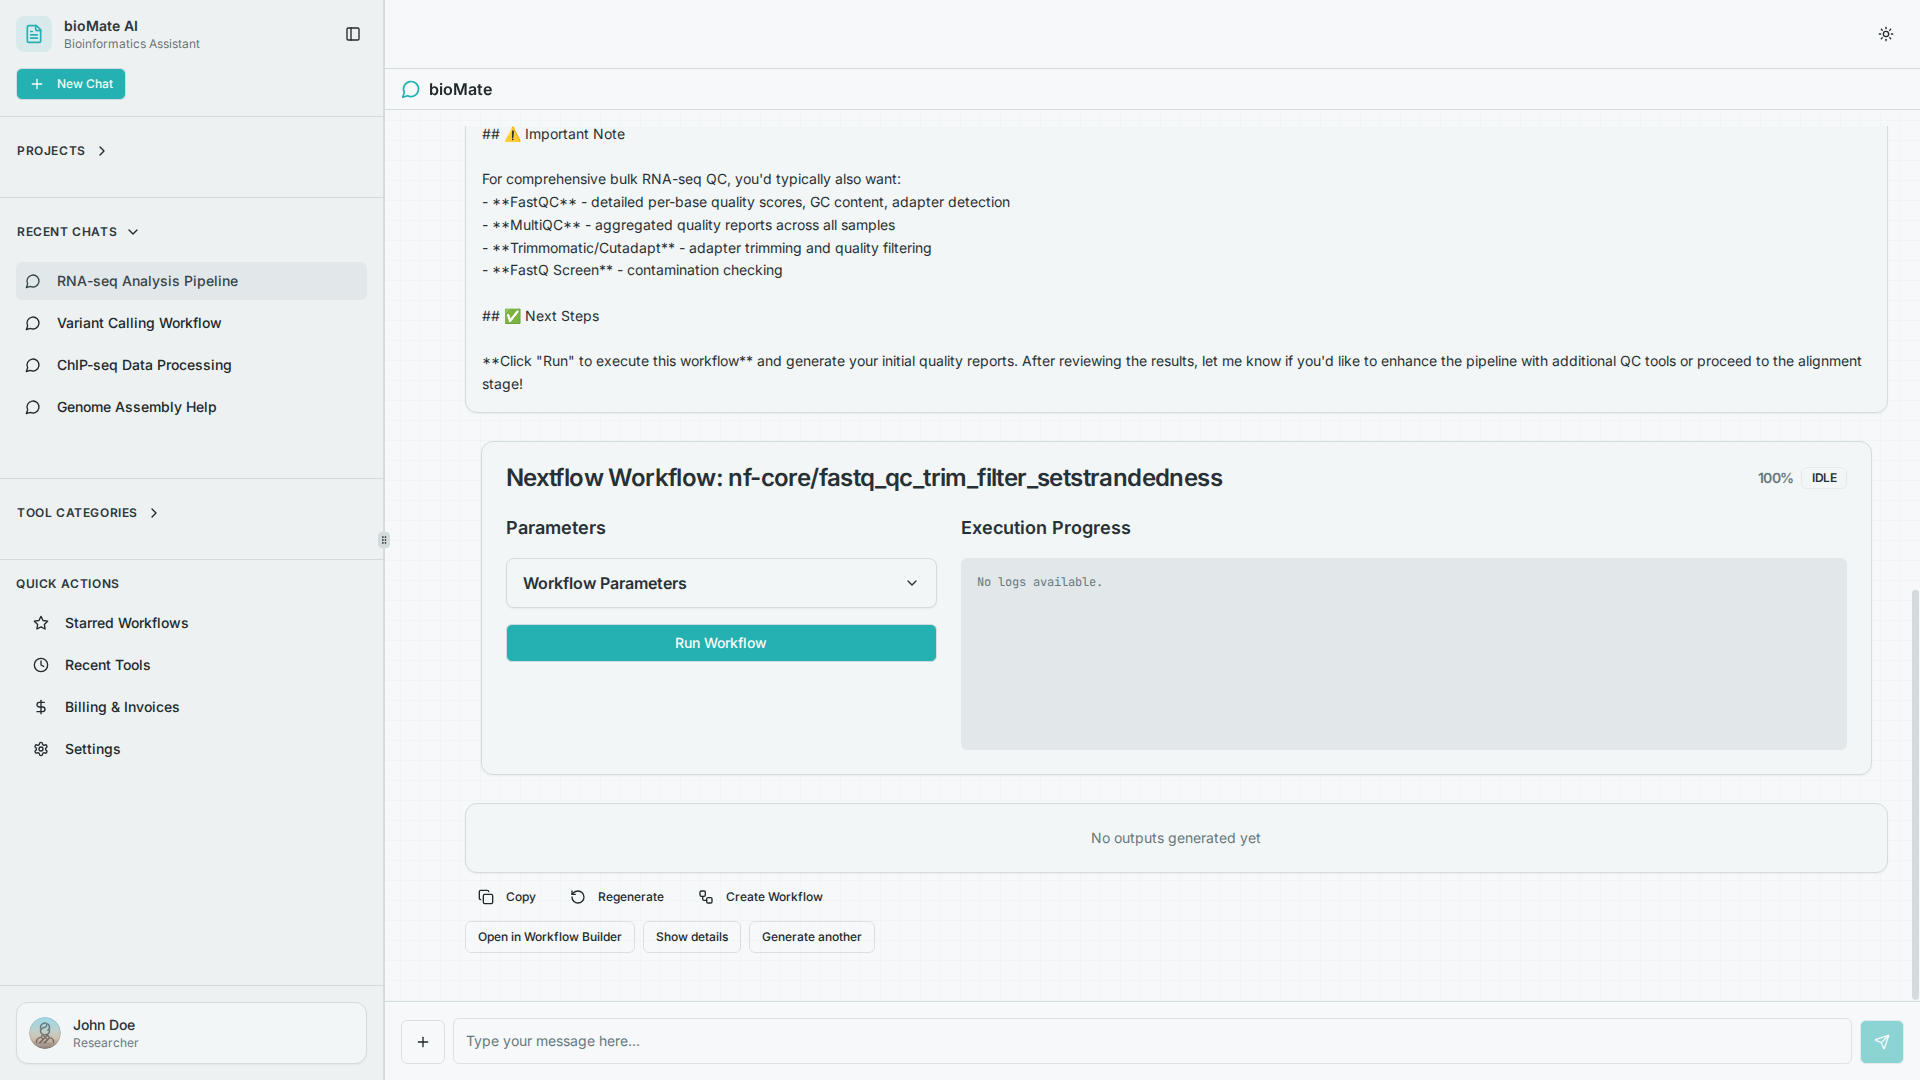 bioMate AI
Bioinformatics Assistant
New Chat
PROJECTS
RECENT CHATS
RNA-seq Analysis Pipeline
Variant Calling Workflow
ChIP-seq Data Processing
Genome Assembly Help
TOOL CATEGORIES
QUICK ACTIONS
Starred Workflows
Recent Tools
Billing & Invoices
Settings
John Doe
Researcher
bioMate
## ⚠️ Important Note
For comprehensive bulk RNA-seq QC, you'd typically also want:
- **FastQC** - detailed per-base quality scores, GC content, adapter detection
- **MultiQC** - aggregated quality reports across all samples
- **Trimmomatic/Cutadapt** - adapter trimming and quality filtering
- **FastQ Screen** - contamination checking
## ✅ Next Steps
**Click "Run" to execute this workflow** and generate your initial quality reports. After reviewing the results, let me know if you'd like to enhance the pipeline with additional QC tools or proceed to the alignment
stage!
Nextflow Workflow: nf-core/fastq_qc_trim_filter_setstrandedness
100% IDLE
Parameters
Workflow Parameters
Run Workflow
Execution Progress
No logs available.
No outputs generated yet
Copy Regenerate Create Workflow
Open in Workflow Builder Show details Generate another
Type your message here...